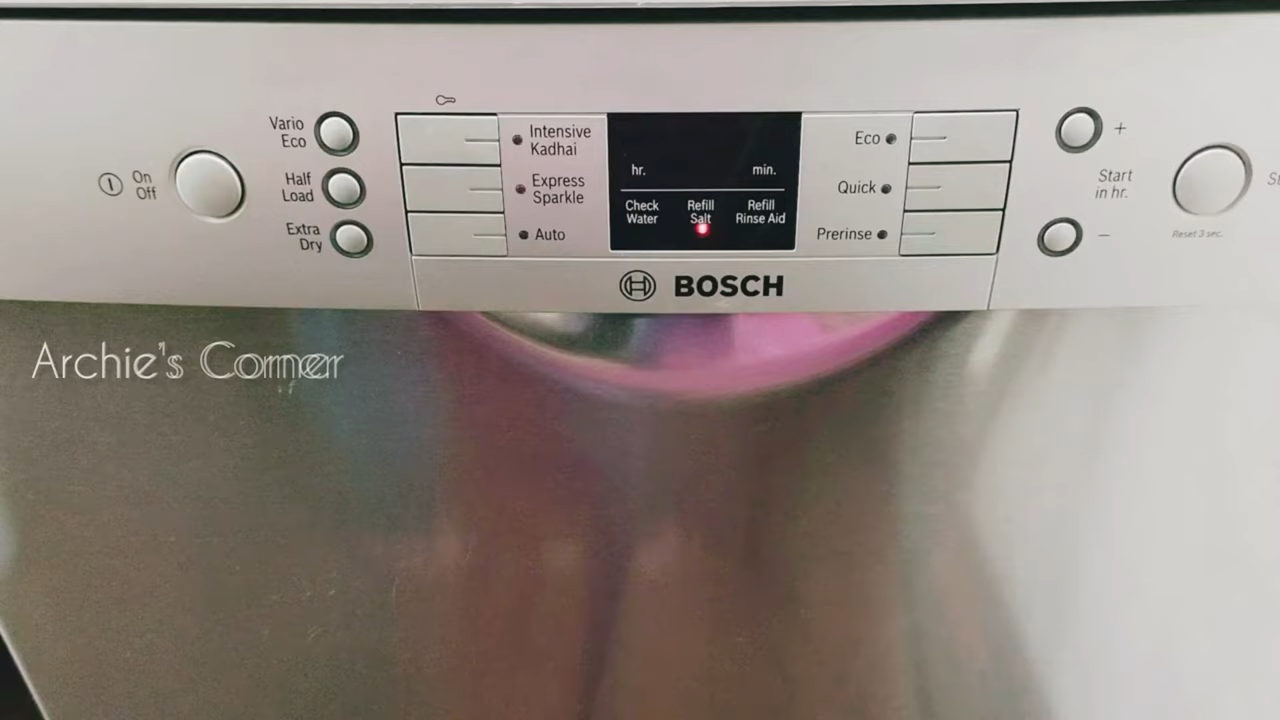 On
Off
Vario
Eco
Half
Load
Extra
Dry
Intensive
Kadhai
Express
Sparkle
Auto
hr. min.
Check
Water
Refill
Salt
Refill
Rinse Aid
Eco
Quick
Prerinse
+
Start
in hr.
–
Reset 3 sec.
BOSCH
Archie's Corner